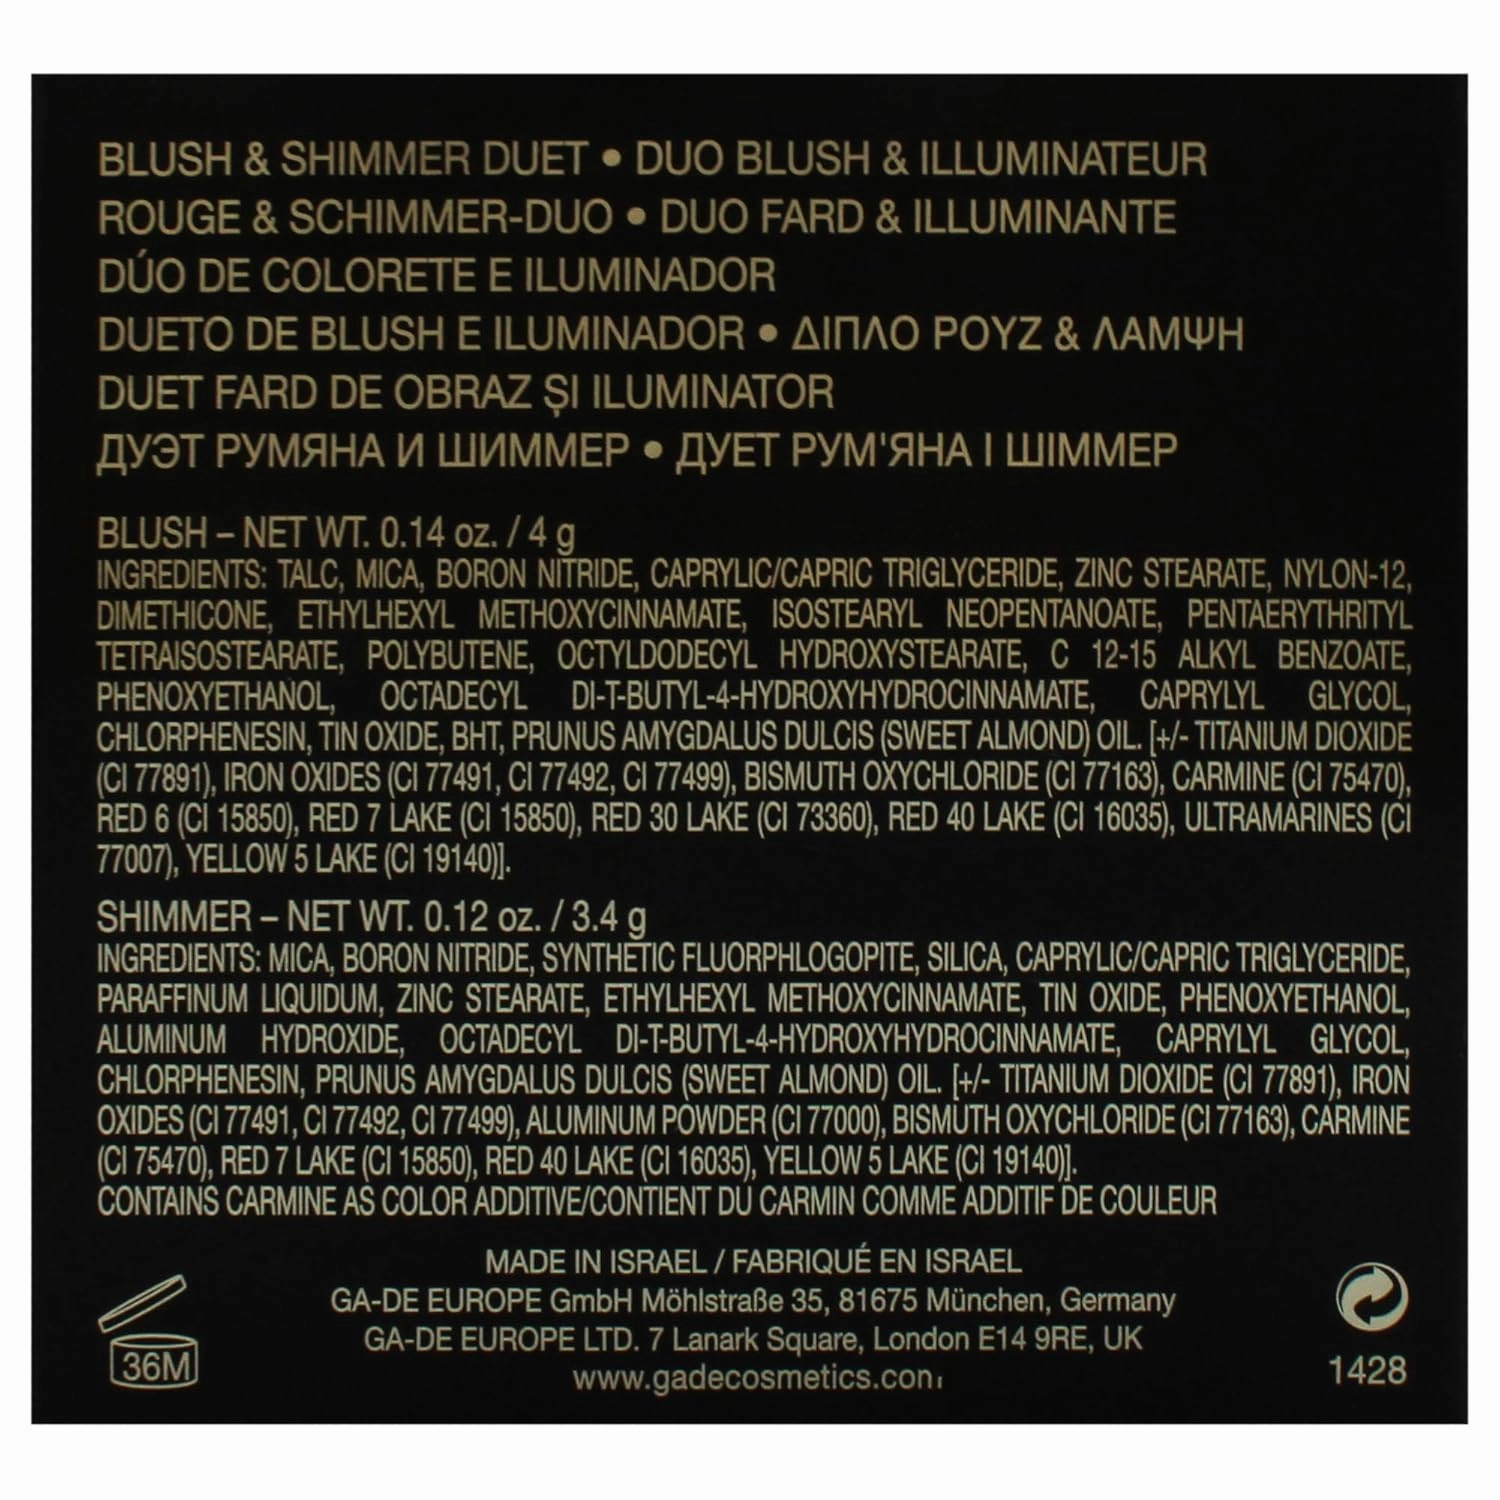 BLUSH & SHIMMER DUET • DUO BLUSH & ILLUMINATEUR
ROUGE & SCHIMMER-DUO • DUO FARD & ILLUMINANTE
DÚO DE COLORETE E ILUMINADOR
DUETO DE BLUSH E ILUMINADOR • ΔΙΠΛΟ ΡΟΥΖ & ΛΑΜΨΗ
DUET FARD DE OBRAZ ȘI ILUMINATOR
ДУЭТ РУМЯНА И ШИММЕР • ДУЕТ РУМ'ЯНА І ШІММЕР
BLUSH – NET WT. 0.14 oz. / 4 g
INGREDIENTS: TALC, MICA, BORON NITRIDE, CAPRYLIC/CAPRIC TRIGLYCERIDE, ZINC STEARATE, NYLON-12,
DIMETHICONE, ETHYLHEXYL METHOXYCINNAMATE, ISOSTEARYL NEOPENTANOATE, PENTAERYTHRITYL
TETRAISOSTEARATE, POLYBUTENE, OCTYLDODECYL HYDROXYSTEARATE, C 12-15 ALKYL BENZOATE,
PHENOXYETHANOL, OCTADECYL DI-T-BUTYL-4-HYDROXYHYDROCINNAMATE, CAPRYLYL GLYCOL,
CHLORPHENESIN, TIN OXIDE, BHT, PRUNUS AMYGDALUS DULCIS (SWEET ALMOND) OIL. [+/- TITANIUM DIOXIDE
(CI 77891), IRON OXIDES (CI 77491, CI 77492, CI 77499), BISMUTH OXYCHLORIDE (CI 77163), CARMINE (CI 75470),
RED 6 (CI 15850), RED 7 LAKE (CI 15850), RED 30 LAKE (CI 73360), RED 40 LAKE (CI 16035), ULTRAMARINES (CI
77007), YELLOW 5 LAKE (CI 19140)].
SHIMMER – NET WT. 0.12 oz. / 3.4 g
INGREDIENTS: MICA, BORON NITRIDE, SYNTHETIC FLUORPHLOGOPITE, SILICA, CAPRYLIC/CAPRIC TRIGLYCERIDE,
PARAFFINUM LIQUIDUM, ZINC STEARATE, ETHYLHEXYL METHOXYCINNAMATE, TIN OXIDE, PHENOXYETHANOL,
ALUMINUM HYDROXIDE, OCTADECYL DI-T-BUTYL-4-HYDROXYHYDROCINNAMATE, CAPRYLYL GLYCOL,
CHLORPHENESIN, PRUNUS AMYGDALUS DULCIS (SWEET ALMOND) OIL. [+/- TITANIUM DIOXIDE (CI 77891), IRON
OXIDES (CI 77491, CI 77492, CI 77499), ALUMINUM POWDER (CI 77000), BISMUTH OXYCHLORIDE (CI 77163), CARMINE
(CI 75470), RED 7 LAKE (CI 15850), RED 40 LAKE (CI 16035), YELLOW 5 LAKE (CI 19140)].
CONTAINS CARMINE AS COLOR ADDITIVE/CONTIENT DU CARMIN COMME ADDITIF DE COULEUR
MADE IN ISRAEL / FABRIQUÉ EN ISRAEL
GA-DE EUROPE GmbH Möhlstraße 35, 81675 München, Germany
GA-DE EUROPE LTD. 7 Lanark Square, London E14 9RE, UK
www.gadecosmetics.com
36M
1428